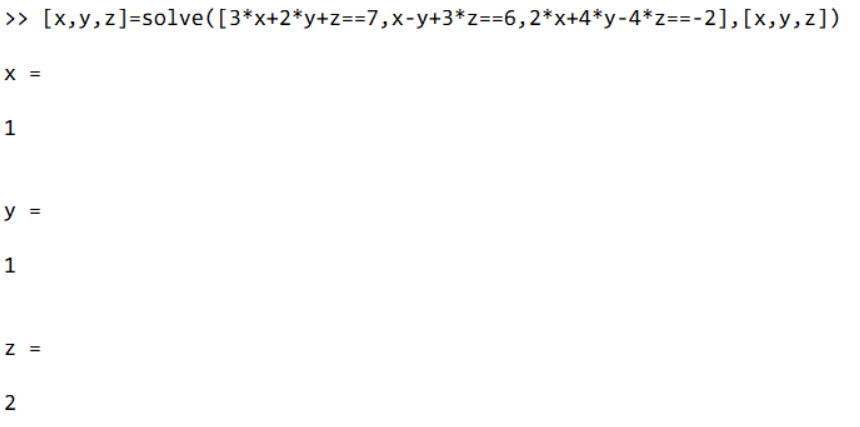 >> [x,y,z]=solve([3*x+2*y+z==7,x-y+3*z==6,2*x+4*y-4*z==-2],[x,y,z])
x =
1
y =
1
z =
2